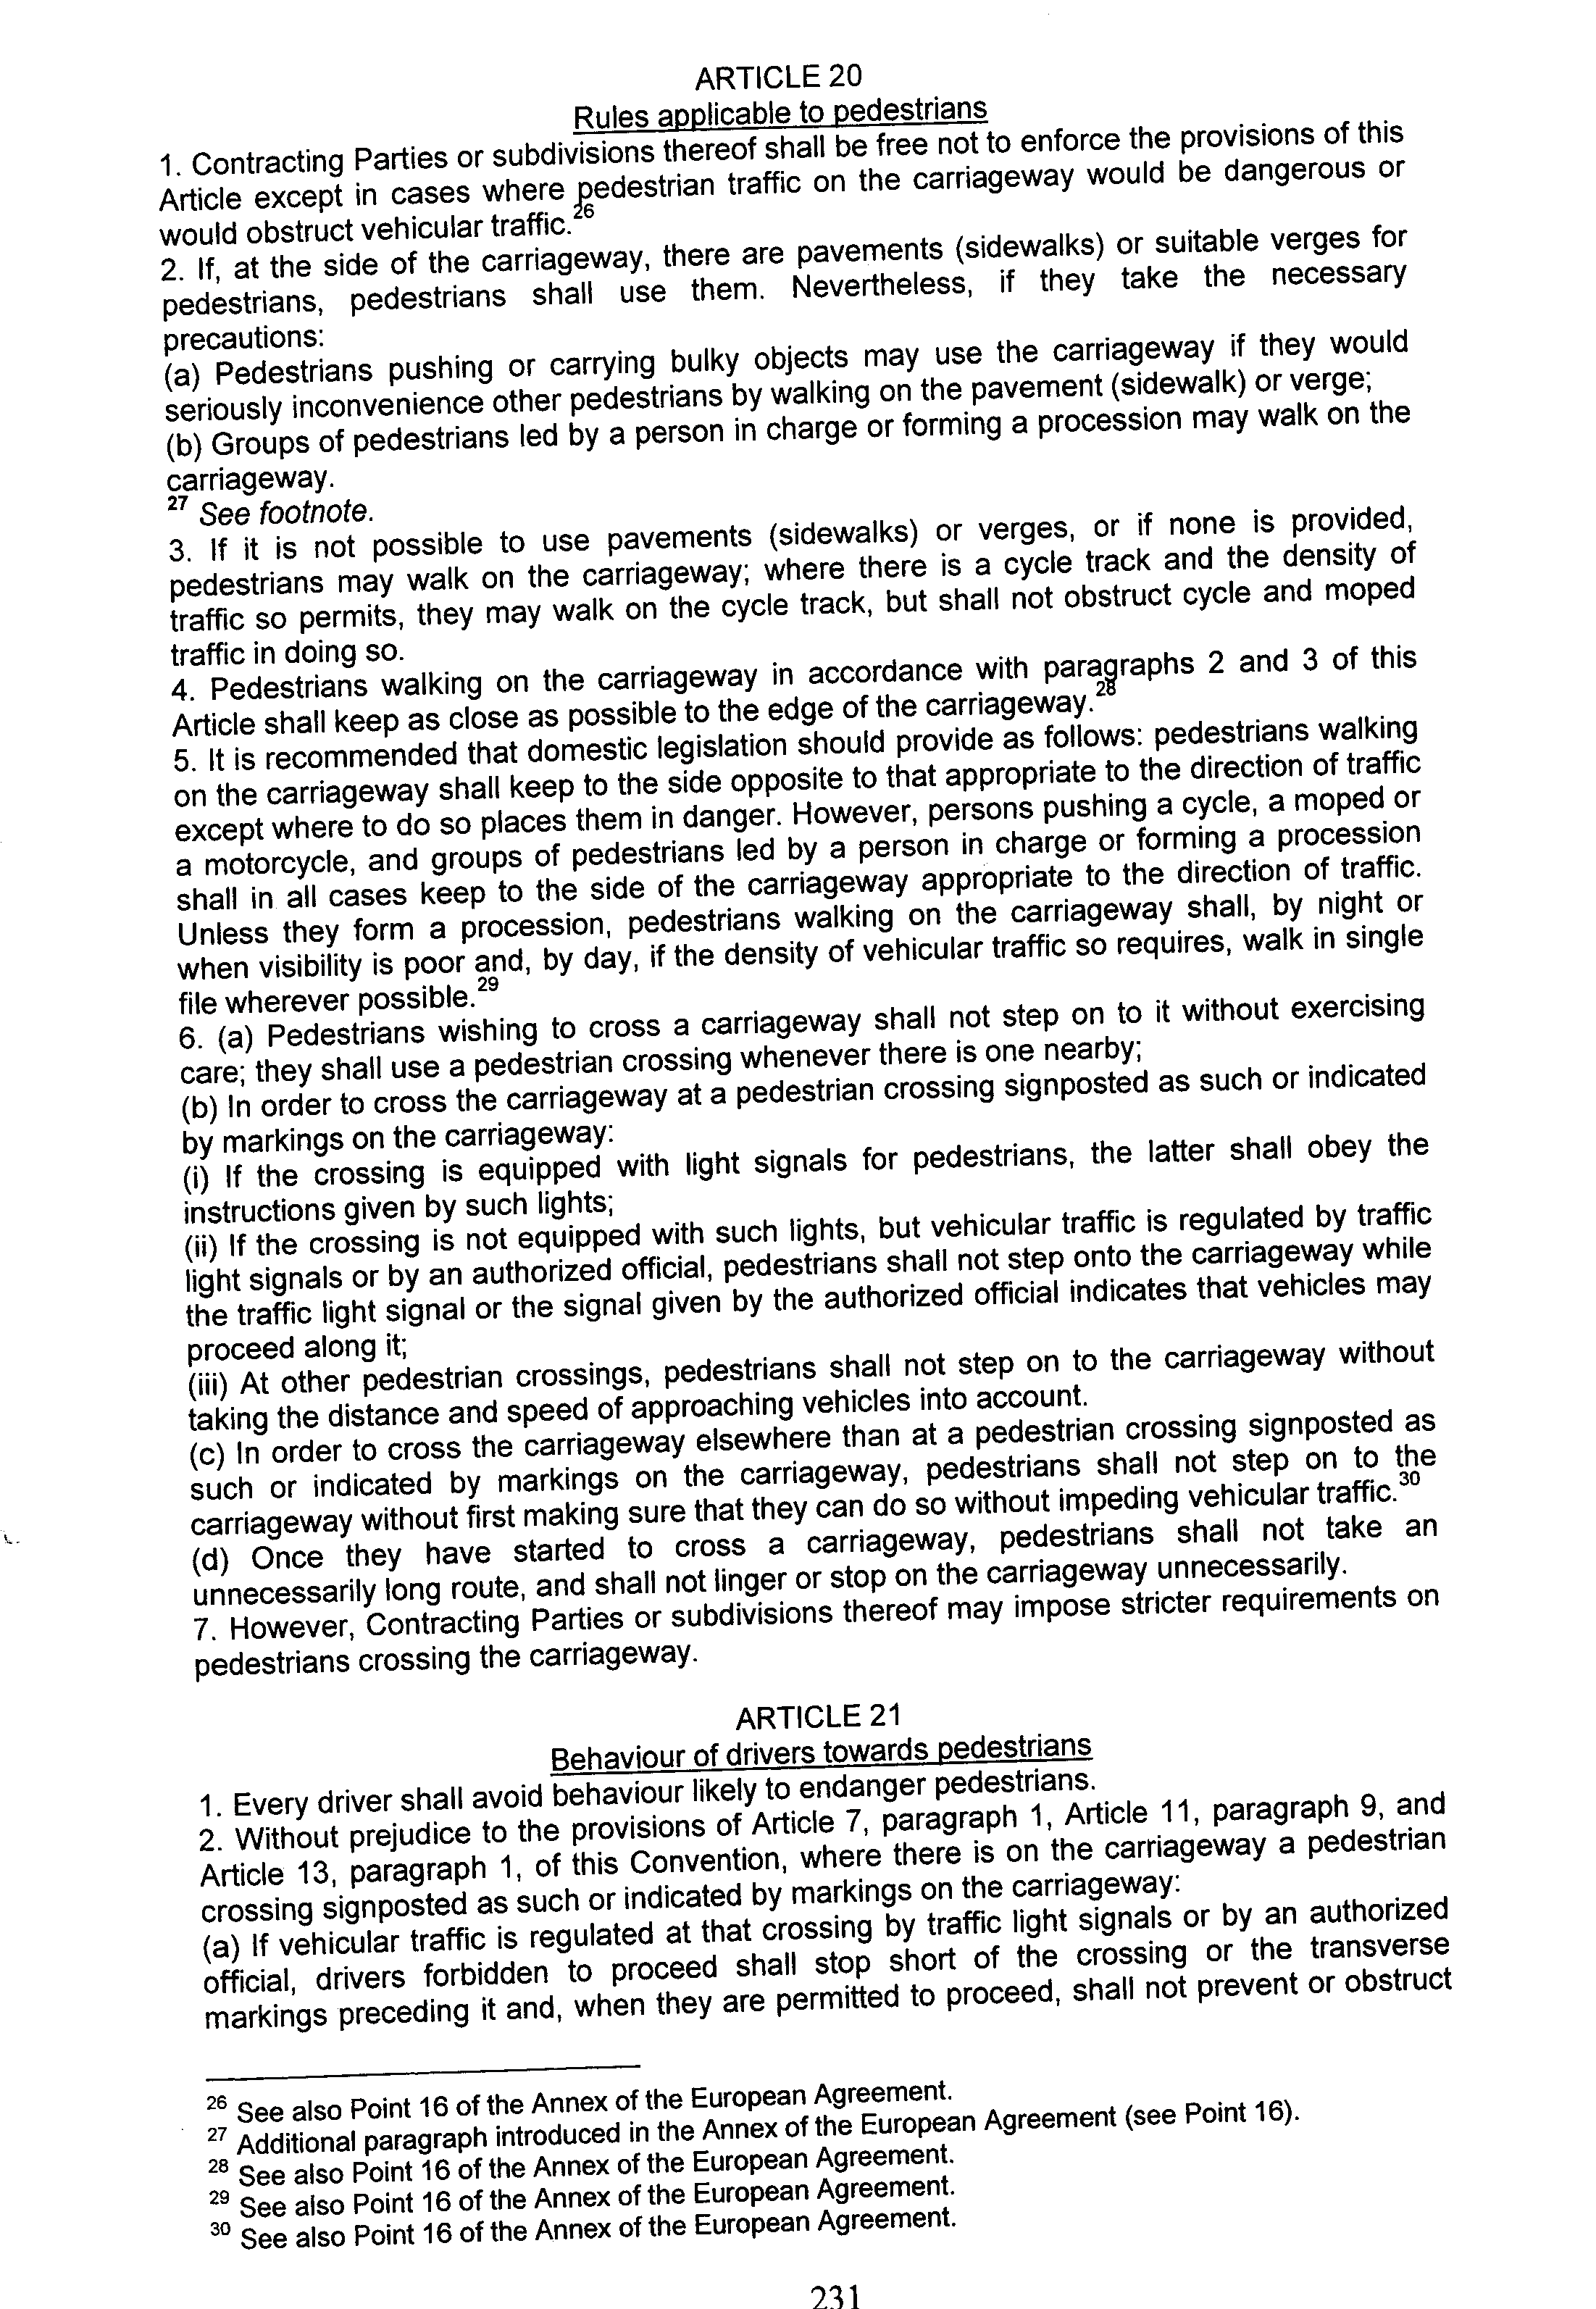 ARTICLE 20
Rules applicable to pedestrians
1. Contracting Parties or subdivisions thereof shall be free not to enforce the provisions of this
Article except in cases where pedestrian traffic on the carriageway would be dangerous or
would obstruct vehicular traffic.26
2. If, at the side of the carriageway, there are pavements (sidewalks) or suitable verges for
pedestrians, pedestrians shall use them. Nevertheless, if they take the necessary
precautions:
(a) Pedestrians pushing or carrying bulky objects may use the carriageway if they would
seriously inconvenience other pedestrians by walking on the pavement (sidewalk) or verge;
(b) Groups of pedestrians led by a person in charge or forming a procession may walk on the
carriageway.
27 See footnote.
3. If it is not possible to use pavements (sidewalks) or verges, or if none is provided,
pedestrians may walk on the carriageway; where there is a cycle track and the density of
traffic so permits, they may walk on the cycle track, but shall not obstruct cycle and moped
traffic in doing so.
4. Pedestrians walking on the carriageway in accordance with paragraphs 2 and 3 of this
Article shall keep as close as possible to the edge of the carriageway.28
5. It is recommended that domestic legislation should provide as follows: pedestrians walking
on the carriageway shall keep to the side opposite to that appropriate to the direction of traffic
except where to do so places them in danger. However, persons pushing a cycle, a moped or
a motorcycle, and groups of pedestrians led by a person in charge or forming a procession
shall in all cases keep to the side of the carriageway appropriate to the direction of traffic.
Unless they form a procession, pedestrians walking on the carriageway shall, by night or
when visibility is poor and, by day, if the density of vehicular traffic so requires, walk in single
file wherever possible.29
6. (a) Pedestrians wishing to cross a carriageway shall not step on to it without exercising
care; they shall use a pedestrian crossing whenever there is one nearby;
(b) In order to cross the carriageway at a pedestrian crossing signposted as such or indicated
by markings on the carriageway:
(i) If the crossing is equipped with light signals for pedestrians, the latter shall obey the
instructions given by such lights;
(ii) If the crossing is not equipped with such lights, but vehicular traffic is regulated by traffic
light signals or by an authorized official, pedestrians shall not step onto the carriageway while
the traffic light signal or the signal given by the authorized official indicates that vehicles may
proceed along it;
(iii) At other pedestrian crossings, pedestrians shall not step on to the carriageway without
taking the distance and speed of approaching vehicles into account.
(c) In order to cross the carriageway elsewhere than at a pedestrian crossing signposted as
such or indicated by markings on the carriageway, pedestrians shall not step on to the
carriageway without first making sure that they can do so without impeding vehicular traffic.30
(d) Once they have started to cross a carriageway, pedestrians shall not take an
unnecessarily long route, and shall not linger or stop on the carriageway unnecessarily.
7. However, Contracting Parties or subdivisions thereof may impose stricter requirements on
pedestrians crossing the carriageway.
ARTICLE 21
Behaviour of drivers towards pedestrians
1. Every driver shall avoid behaviour likely to endanger pedestrians.
2. Without prejudice to the provisions of Article 7, paragraph 1, Article 11, paragraph 9, and
Article 13, paragraph 1, of this Convention, where there is on the carriageway a pedestrian
crossing signposted as such or indicated by markings on the carriageway:
(a) If vehicular traffic is regulated at that crossing by traffic light signals or by an authorized
official, drivers forbidden to proceed shall stop short of the crossing or the transverse
markings preceding it and, when they are permitted to proceed, shall not prevent or obstruct
26 See also Point 16 of the Annex of the European Agreement.
27 Additional paragraph introduced in the Annex of the European Agreement (see Point 16).
28 See also Point 16 of the Annex of the European Agreement.
29 See also Point 16 of the Annex of the European Agreement.
30 See also Point 16 of the Annex of the European Agreement.
231